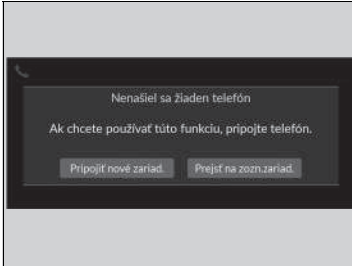 Nenašiel sa žiaden telefón
Ak chcete používať túto funkciu, pripojte telefón.
Pripojiť nové zariad.
Prejsť na zozn.zariad.